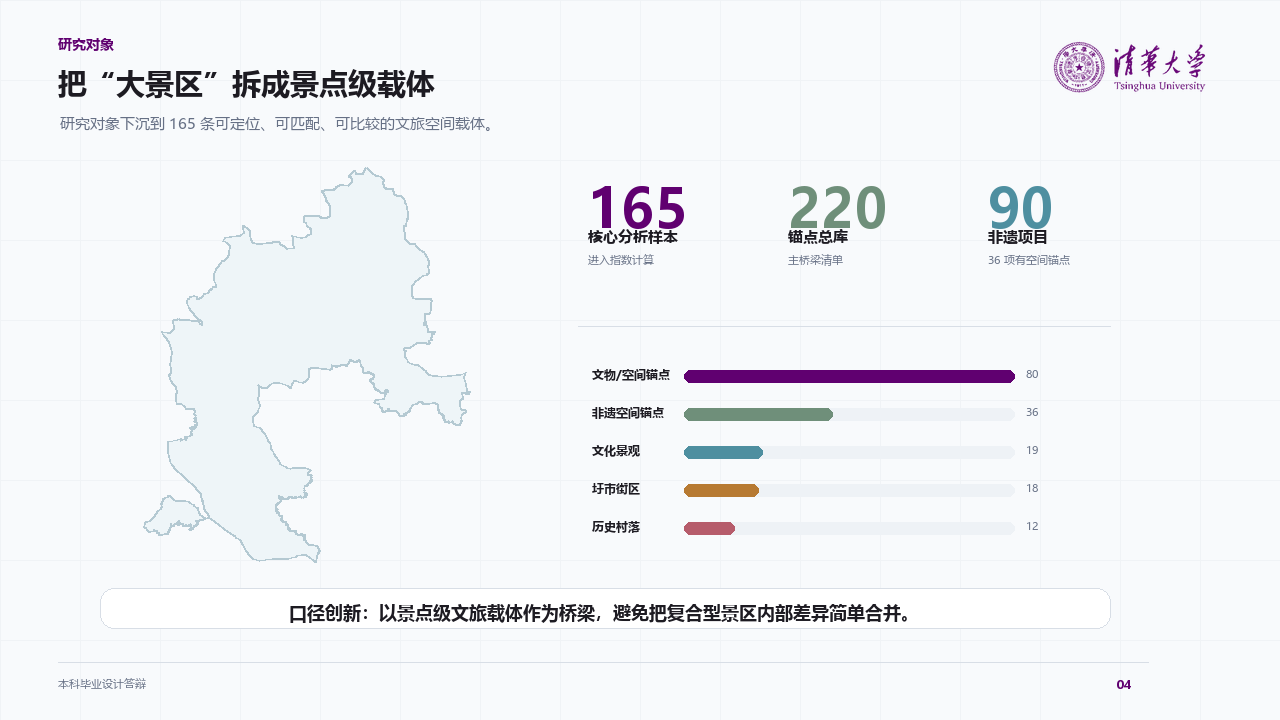 研究对象
把“大景区”拆成景点级载体
研究对象下沉到 165 条可定位、可匹配、可比较的文旅空间载体。
清華大学
Tsinghua University
165
核心分析样本
进入指数计算
220
锚点总库
主桥梁清单
90
非遗项目
36 项有空间锚点
文物/空间锚点 80
非遗空间锚点 36
文化景观 19
圩市街区 18
历史村落 12
口径创新：以景点级文旅载体作为桥梁，避免把复合型景区内部差异简单合并。
本科毕业设计答辩
04